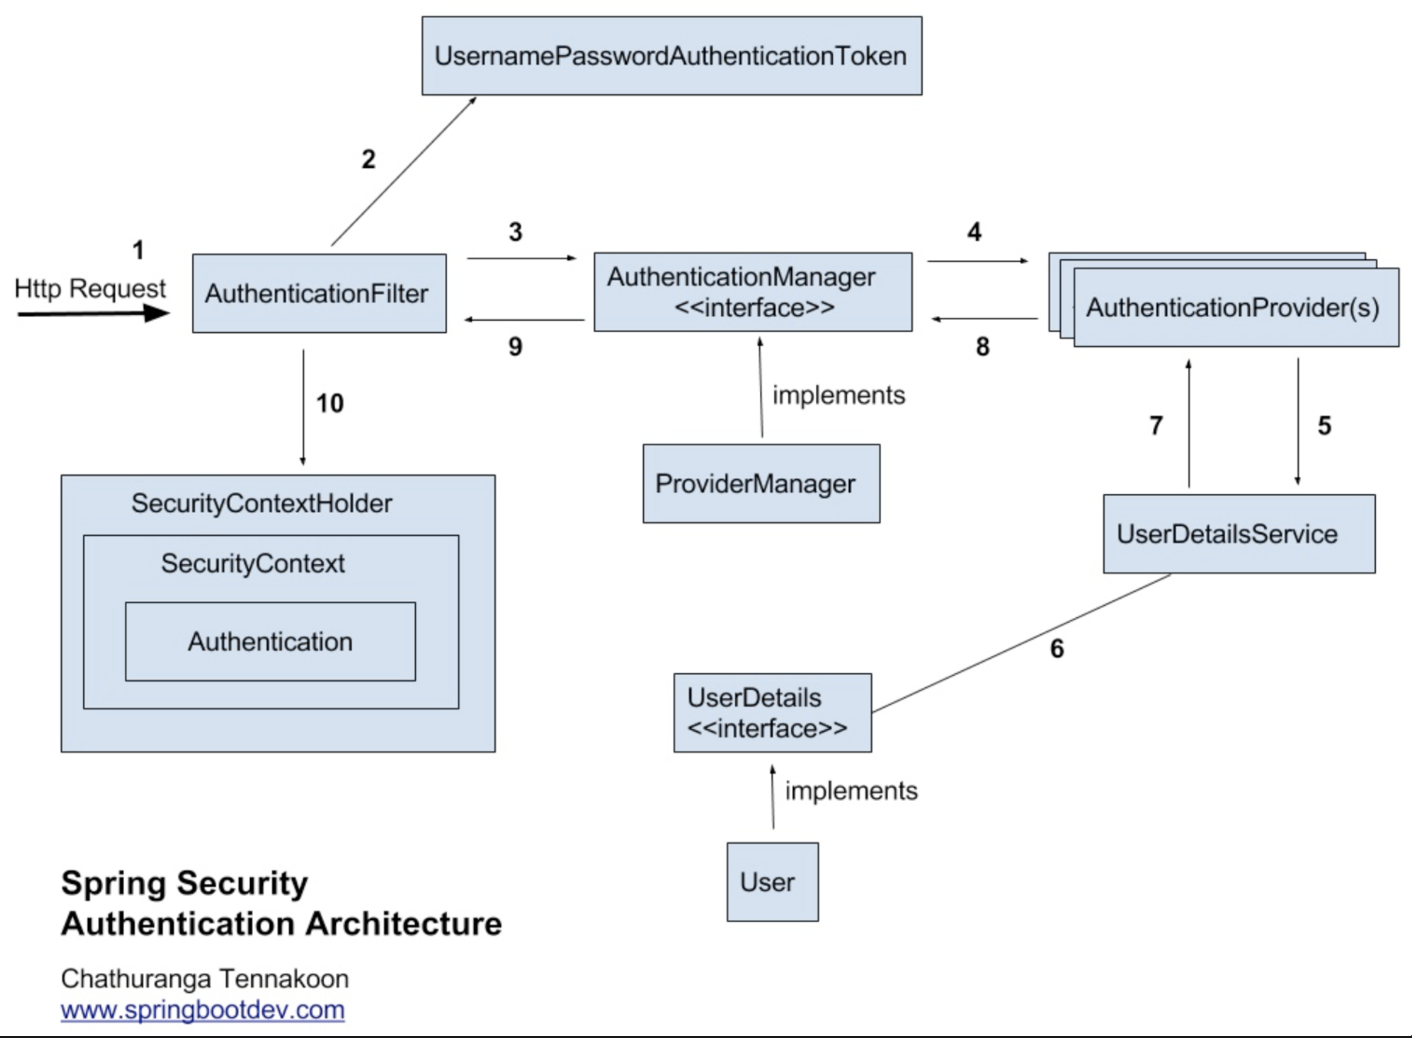 UsernamePasswordAuthenticationToken
2
1
Http Request
AuthenticationFilter
3
AuthenticationManager
<<interface>>
4
AuthenticationProvider(s)
9
8
10
implements
7
5
ProviderManager
SecurityContextHolder
SecurityContext
Authentication
UserDetailsService
6
UserDetails
<<interface>>
implements
User
Spring Security
Authentication Architecture
Chathuranga Tennakoon
www.springbootdev.com